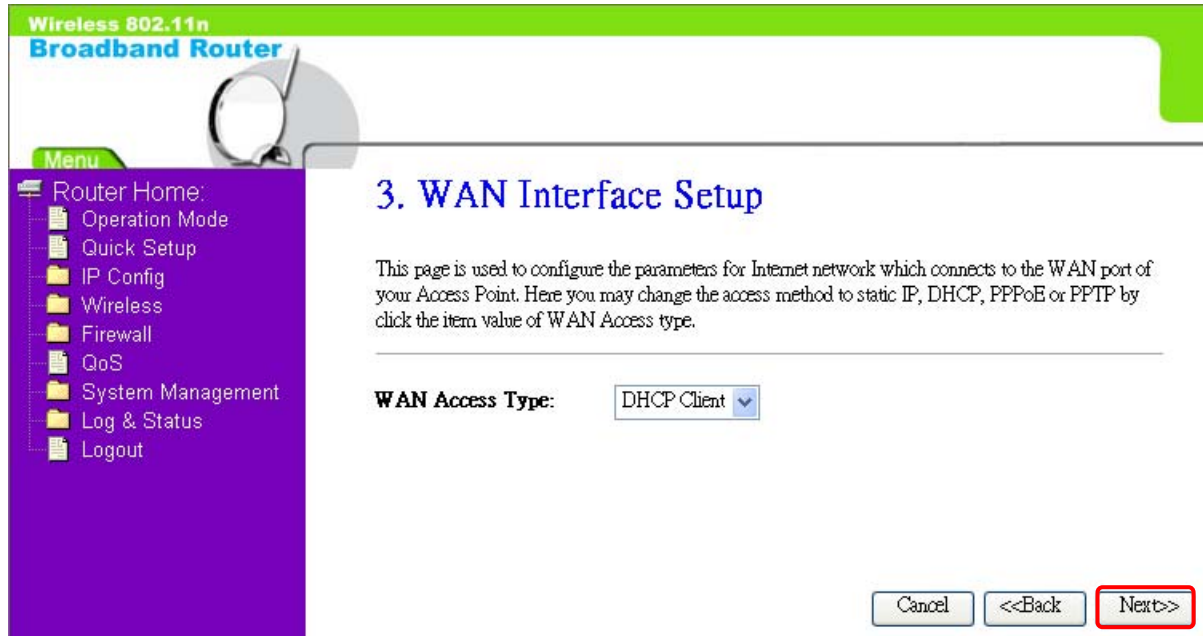 Wireless 802.11n
Broadband Router
Menu
Router Home:
Operation Mode
Quick Setup
IP Config
Wireless
Firewall
QoS
System Management
Log & Status
Logout
3. WAN Interface Setup
This page is used to configure the parameters for Internet network which connects to the WAN port of
your Access Point. Here you may change the access method to static IP, DHCP, PPPoE or PPTP by
click the item value of WAN Access type.
WAN Access Type: DHCP Client
Cancel <<Back Next>>